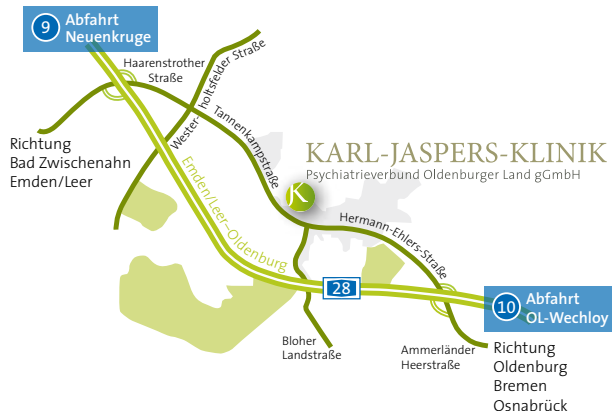 9
Abfahrt
Neuenkruge
Haarenstrother
Straße
Wester-holtsfelder Straße
Tannenkampstraße
Richtung
Bad Zwischenahn
Emden/Leer
KARL-JASPERS-KLINIK
Psychiatrieverbund Oldenburger Land gGmbH
JK
Emden/Leer–Oldenburg
Hermann-Ehlers-Straße
28
10
Abfahrt
OL-Wechloy
Bloher
Landstraße
Ammerländer
Heerstraße
Richtung
Oldenburg
Bremen
Osnabrück